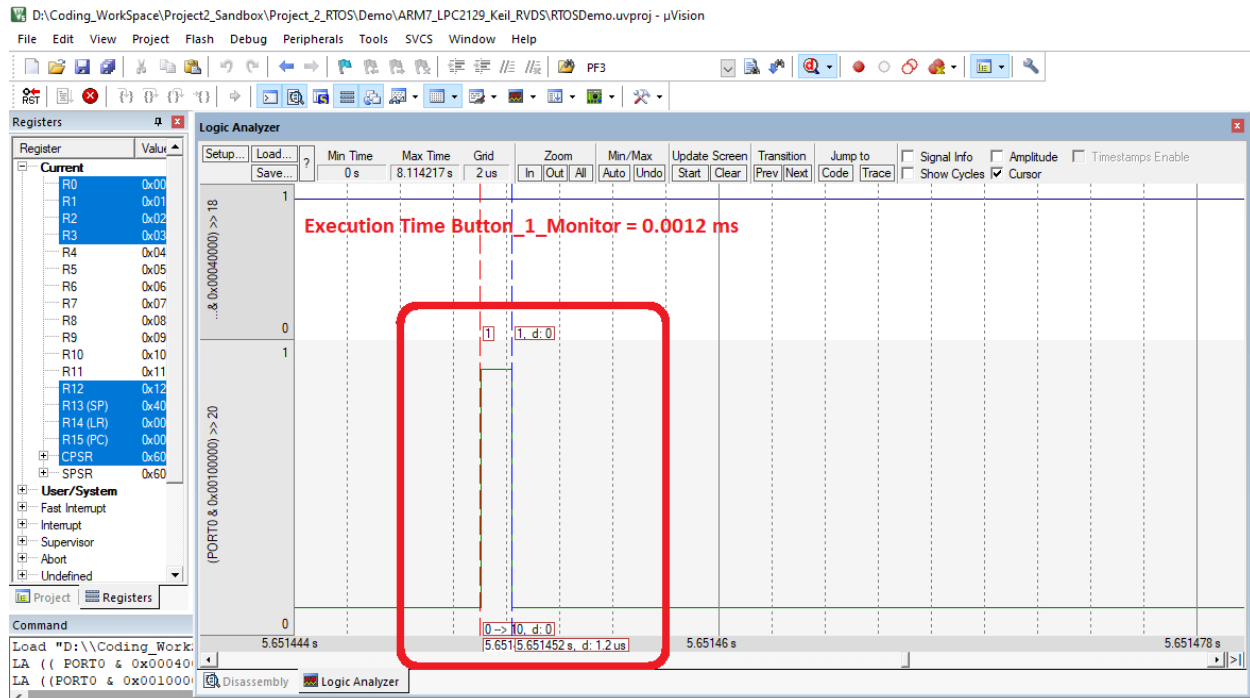 D:\Coding_WorkSpace\Project2_Sandbox\Project_2_RTOS\Demo\ARM7_LPC2129_Keil_RVDS\RTOSDemo.uvproj - µVision
File Edit View Project Flash Debug Peripherals Tools SVCS Window Help
PF3
RST
Registers
Register Value
Current
R0 0x00
R1 0x01
R2 0x02
R3 0x03
R4 0x04
R5 0x05
R6 0x06
R7 0x07
R8 0x08
R9 0x09
R10 0x10
R11 0x11
R12 0x12
R13 (SP) 0x40
R14 (LR) 0x00
R15 (PC) 0x00
CPSR 0x60
SPSR 0x60
User/System
Fast Interrupt
Interrupt
Supervisor
Abort
Undefined
Project Registers
Command
Load "D:\\Coding_Work
LA (( PORT0 & 0x00040
LA ((PORT0 & 0x001000
Logic Analyzer
Setup... Load... ? Min Time Max Time Grid Zoom Min/Max Update Screen Transition Jump to Signal Info Amplitude Timestamps Enable
Save... 0 s 8.114217 s 2 us In Out All Auto Undo Start Clear Prev Next Code Trace Show Cycles Cursor
1
...& 0x00040000) >> 18
0
Execution Time Button_1_Monitor = 0.0012 ms
1 1, d: 0
1
(PORT0 & 0x00100000) >> 20
0
0 --> 1 0, d: 0
5.651444 s 5.651 5.651452 s, d: 1.2 us 5.65146 s 5.651478 s
Disassembly Logic Analyzer